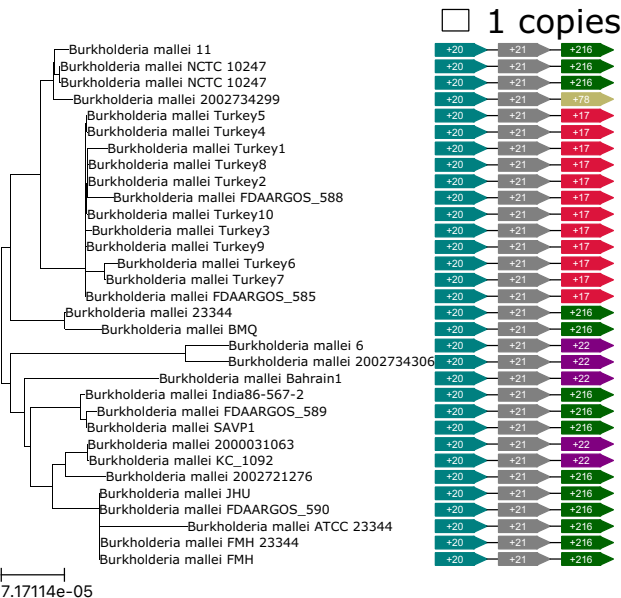 1 copies
Burkholderia mallei 11 +20 +21 +216
Burkholderia mallei NCTC 10247 +20 +21 +216
Burkholderia mallei NCTC 10247 +20 +21 +216
Burkholderia mallei 2002734299 +20 +21 +78
Burkholderia mallei Turkey5 +20 +21 +17
Burkholderia mallei Turkey4 +20 +21 +17
Burkholderia mallei Turkey1 +20 +21 +17
Burkholderia mallei Turkey8 +20 +21 +17
Burkholderia mallei Turkey2 +20 +21 +17
Burkholderia mallei FDAARGOS_588 +20 +21 +17
Burkholderia mallei Turkey10 +20 +21 +17
Burkholderia mallei Turkey3 +20 +21 +17
Burkholderia mallei Turkey9 +20 +21 +17
Burkholderia mallei Turkey6 +20 +21 +17
Burkholderia mallei Turkey7 +20 +21 +17
Burkholderia mallei FDAARGOS_585 +20 +21 +17
Burkholderia mallei 23344 +20 +21 +216
Burkholderia mallei BMQ +20 +21 +216
Burkholderia mallei 6 +20 +21 +22
Burkholderia mallei 2002734306 +20 +21 +22
Burkholderia mallei Bahrain1 +20 +21 +22
Burkholderia mallei India86-567-2 +20 +21 +216
Burkholderia mallei FDAARGOS_589 +20 +21 +216
Burkholderia mallei SAVP1 +20 +21 +216
Burkholderia mallei 2000031063 +20 +21 +22
Burkholderia mallei KC_1092 +20 +21 +22
Burkholderia mallei 2002721276 +20 +21 +216
Burkholderia mallei JHU +20 +21 +216
Burkholderia mallei FDAARGOS_590 +20 +21 +216
Burkholderia mallei ATCC 23344 +20 +21 +216
Burkholderia mallei FMH 23344 +20 +21 +216
Burkholderia mallei FMH +20 +21 +216
7.17114e-05